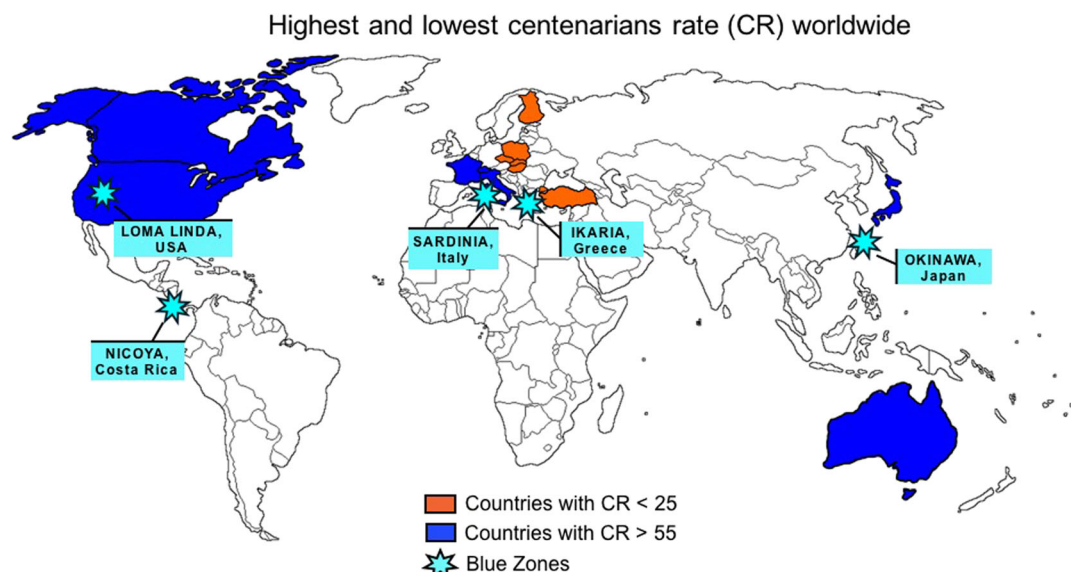 Highest and lowest centenarians rate (CR) worldwide
LOMA LINDA,
USA
SARDINIA,
Italy
IKARIA,
Greece
OKINAWA,
Japan
NICOYA,
Costa Rica
Countries with CR < 25
Countries with CR > 55
Blue Zones